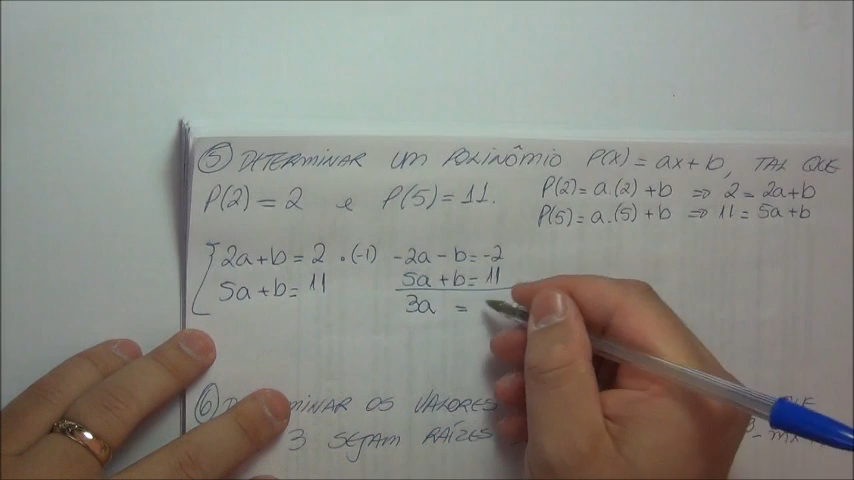 ⑤ DETERMINAR UM POLINÔMIO P(X) = ax + b, TAL QUE
P(2) = 2 e P(5) = 11.
P(2) = a.(2) + b ⇒ 2 = 2a + b
P(5) = a.(5) + b ⇒ 11 = 5a + b
2a + b = 2 .(-1)
5a + b = 11
-2a - b = -2
5a + b = 11
3a =
⑥ OS VALORES
3 SEJAM RAÍZES